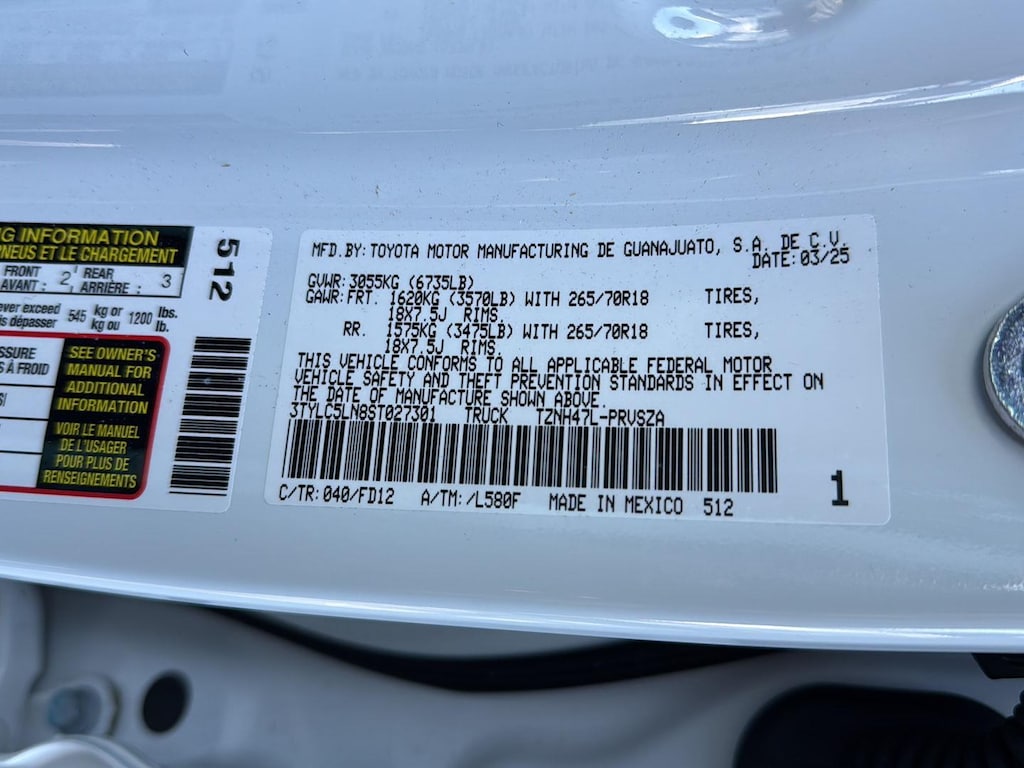 NG INFORMATION
RNEUS ET LE CHARGEMENT
FRONT
AVANT : 2
REAR
ARRIÈRE : 3
ever exceed 545 kg or 1200 lbs.
is dépasser kg ou lb.
SSURE
S À FROID
SEE OWNER'S
MANUAL FOR
ADDITIONAL
INFORMATION
VOIR LE MANUEL
DE L'USAGER
POUR PLUS DE
RENSEIGNEMENTS
512
MFD.BY:TOYOTA MOTOR MANUFACTURING DE GUANAJUATO, S.A. DE C.V.
DATE:03/25
GVWR:3055KG (6735LB)
GAWR:FRT. 1620KG (3570LB) WITH 265/70R18 TIRES,
18X7.5J RIMS,
RR. 1575KG (3475LB) WITH 265/70R18 TIRES,
18X7.5J RIMS.
THIS VEHICLE CONFORMS TO ALL APPLICABLE FEDERAL MOTOR
VEHICLE SAFETY AND THEFT PREVENTION STANDARDS IN EFFECT ON
THE DATE OF MANUFACTURE SHOWN ABOVE.
3TYLC5LN8ST027301 TRUCK TZNH47L-PRVSZA
C/TR:040/FD12 A/TM:/L580F MADE IN MEXICO 512
1